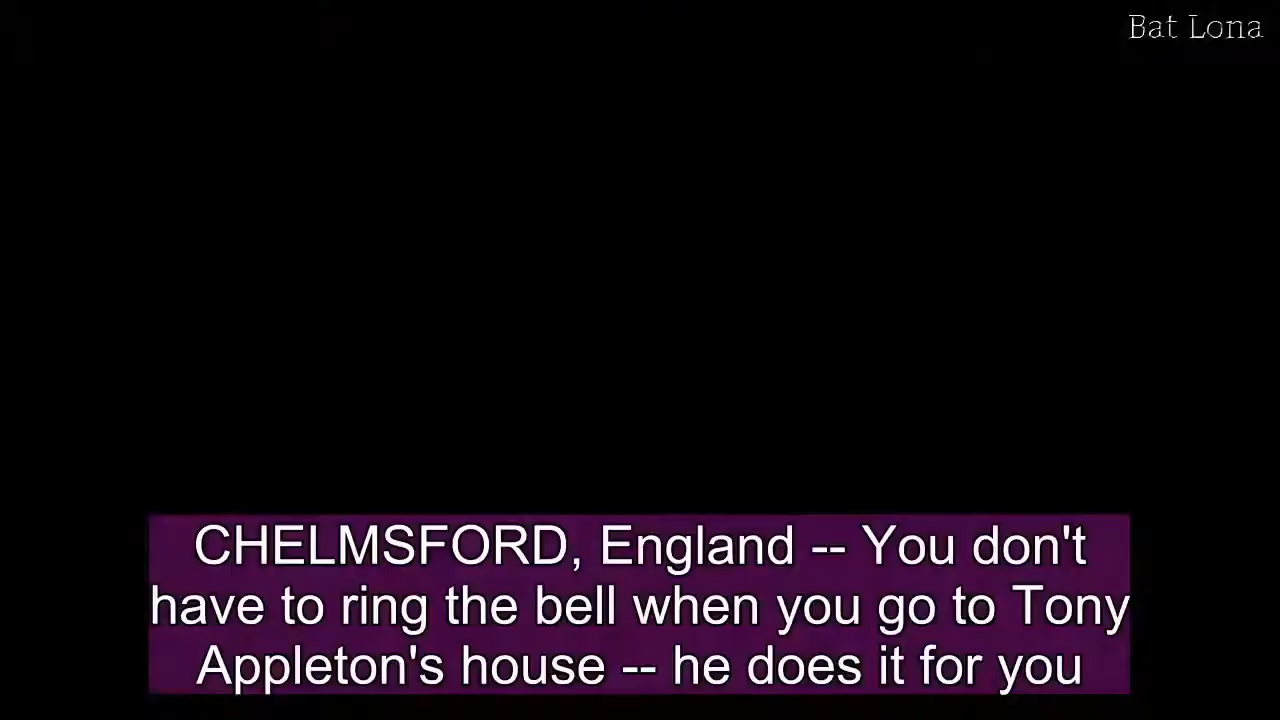 Bat Lona
CHELMSFORD, England -- You don't
have to ring the bell when you go to Tony
Appleton's house -- he does it for you